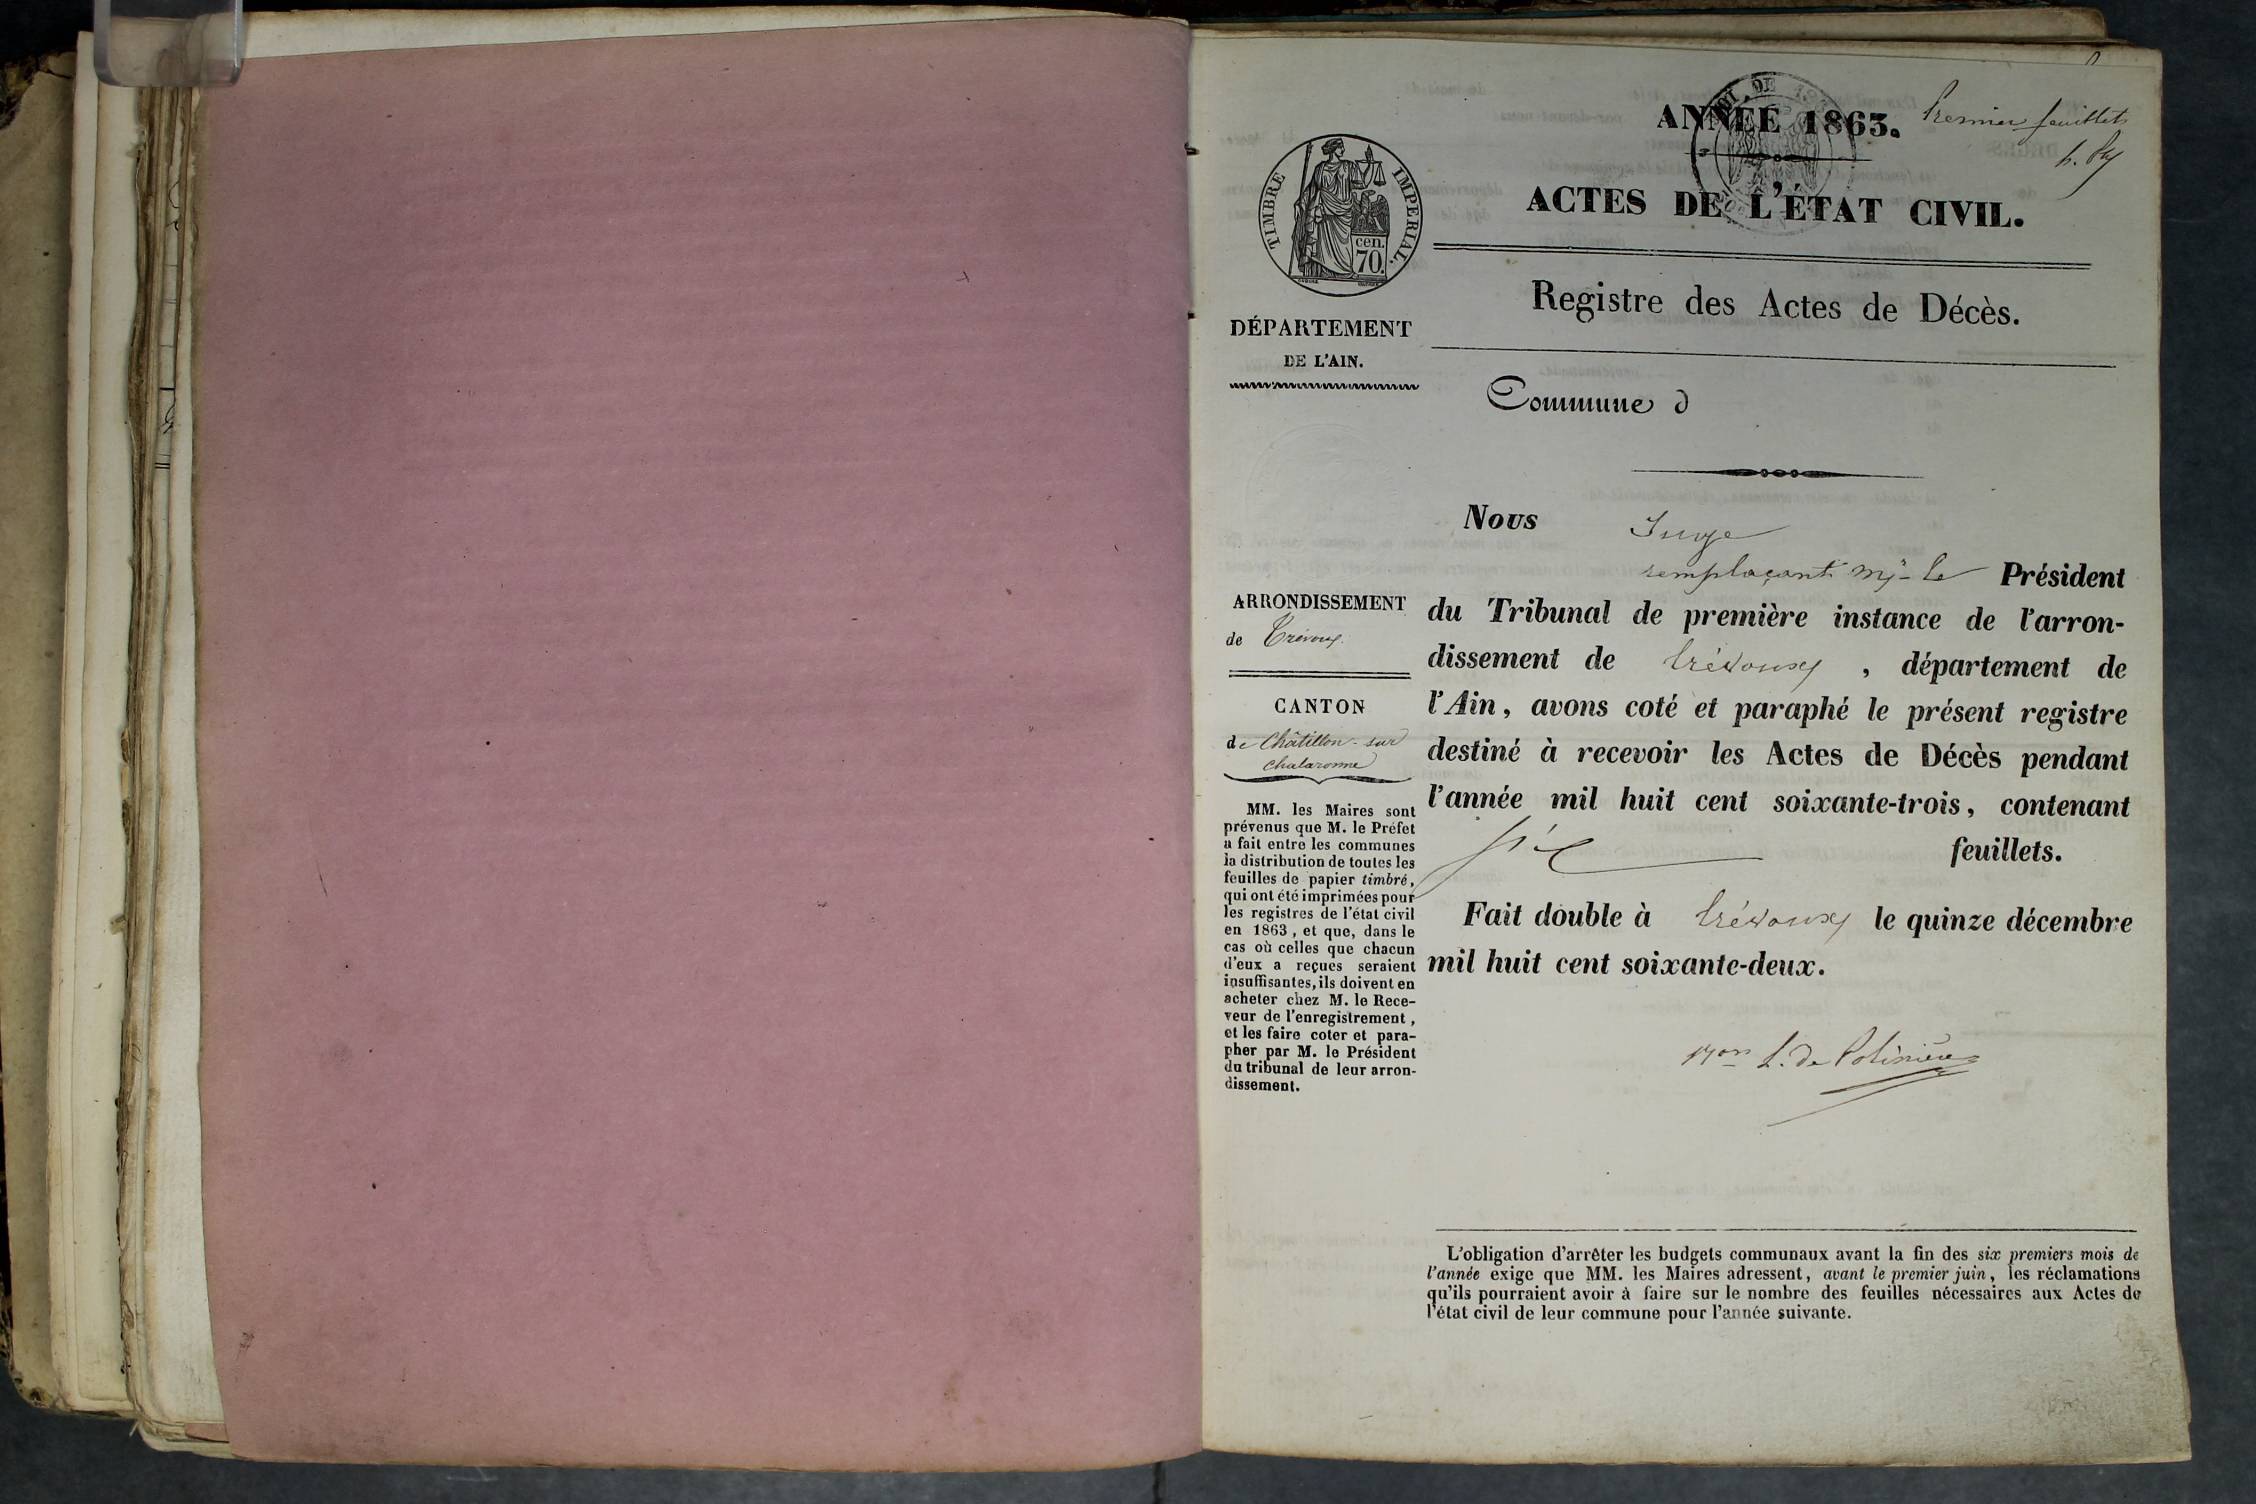 Premier feuillet
ANNÉE 1863.
ACTES DE L'ÉTAT CIVIL.
TIMBRE IMPERIAL.
cen.
70.
Registre des Actes de Décès.
DÉPARTEMENT
DE L'AIN.
Commune d
Nous Juge
remplaçant Mr le Président
du Tribunal de première instance de l'arron-
dissement de Trévoux , département de
l'Ain, avons coté et paraphé le présent registre
destiné à recevoir les Actes de Décès pendant
l'année mil huit cent soixante-trois, contenant
six feuillets.
Fait double à Trévoux le quinze décembre
mil huit cent soixante-deux.
L. de Polinière
ARRONDISSEMENT
de Trévoux.
CANTON
de Châtillon-sur
chalaronne
MM. les Maires sont
prévenus que M. le Préfet
a fait entre les communes
la distribution de toutes les
feuilles de papier timbré,
qui ont été imprimées pour
les registres de l'état civil
en 1863, et que, dans le
cas où celles que chacun
d'eux a reçues seraient
insuffisantes, ils doivent en
acheter chez M. le Rece-
veur de l'enregistrement,
et les faire coter et para-
pher par M. le Président
du tribunal de leur arron-
dissement.
L'obligation d'arrêter les budgets communaux avant la fin des six premiers mois de
l'année exige que MM. les Maires adressent, avant le premier juin, les réclamations
qu'ils pourraient avoir à faire sur le nombre des feuilles nécessaires aux Actes de
l'état civil de leur commune pour l'année suivante.